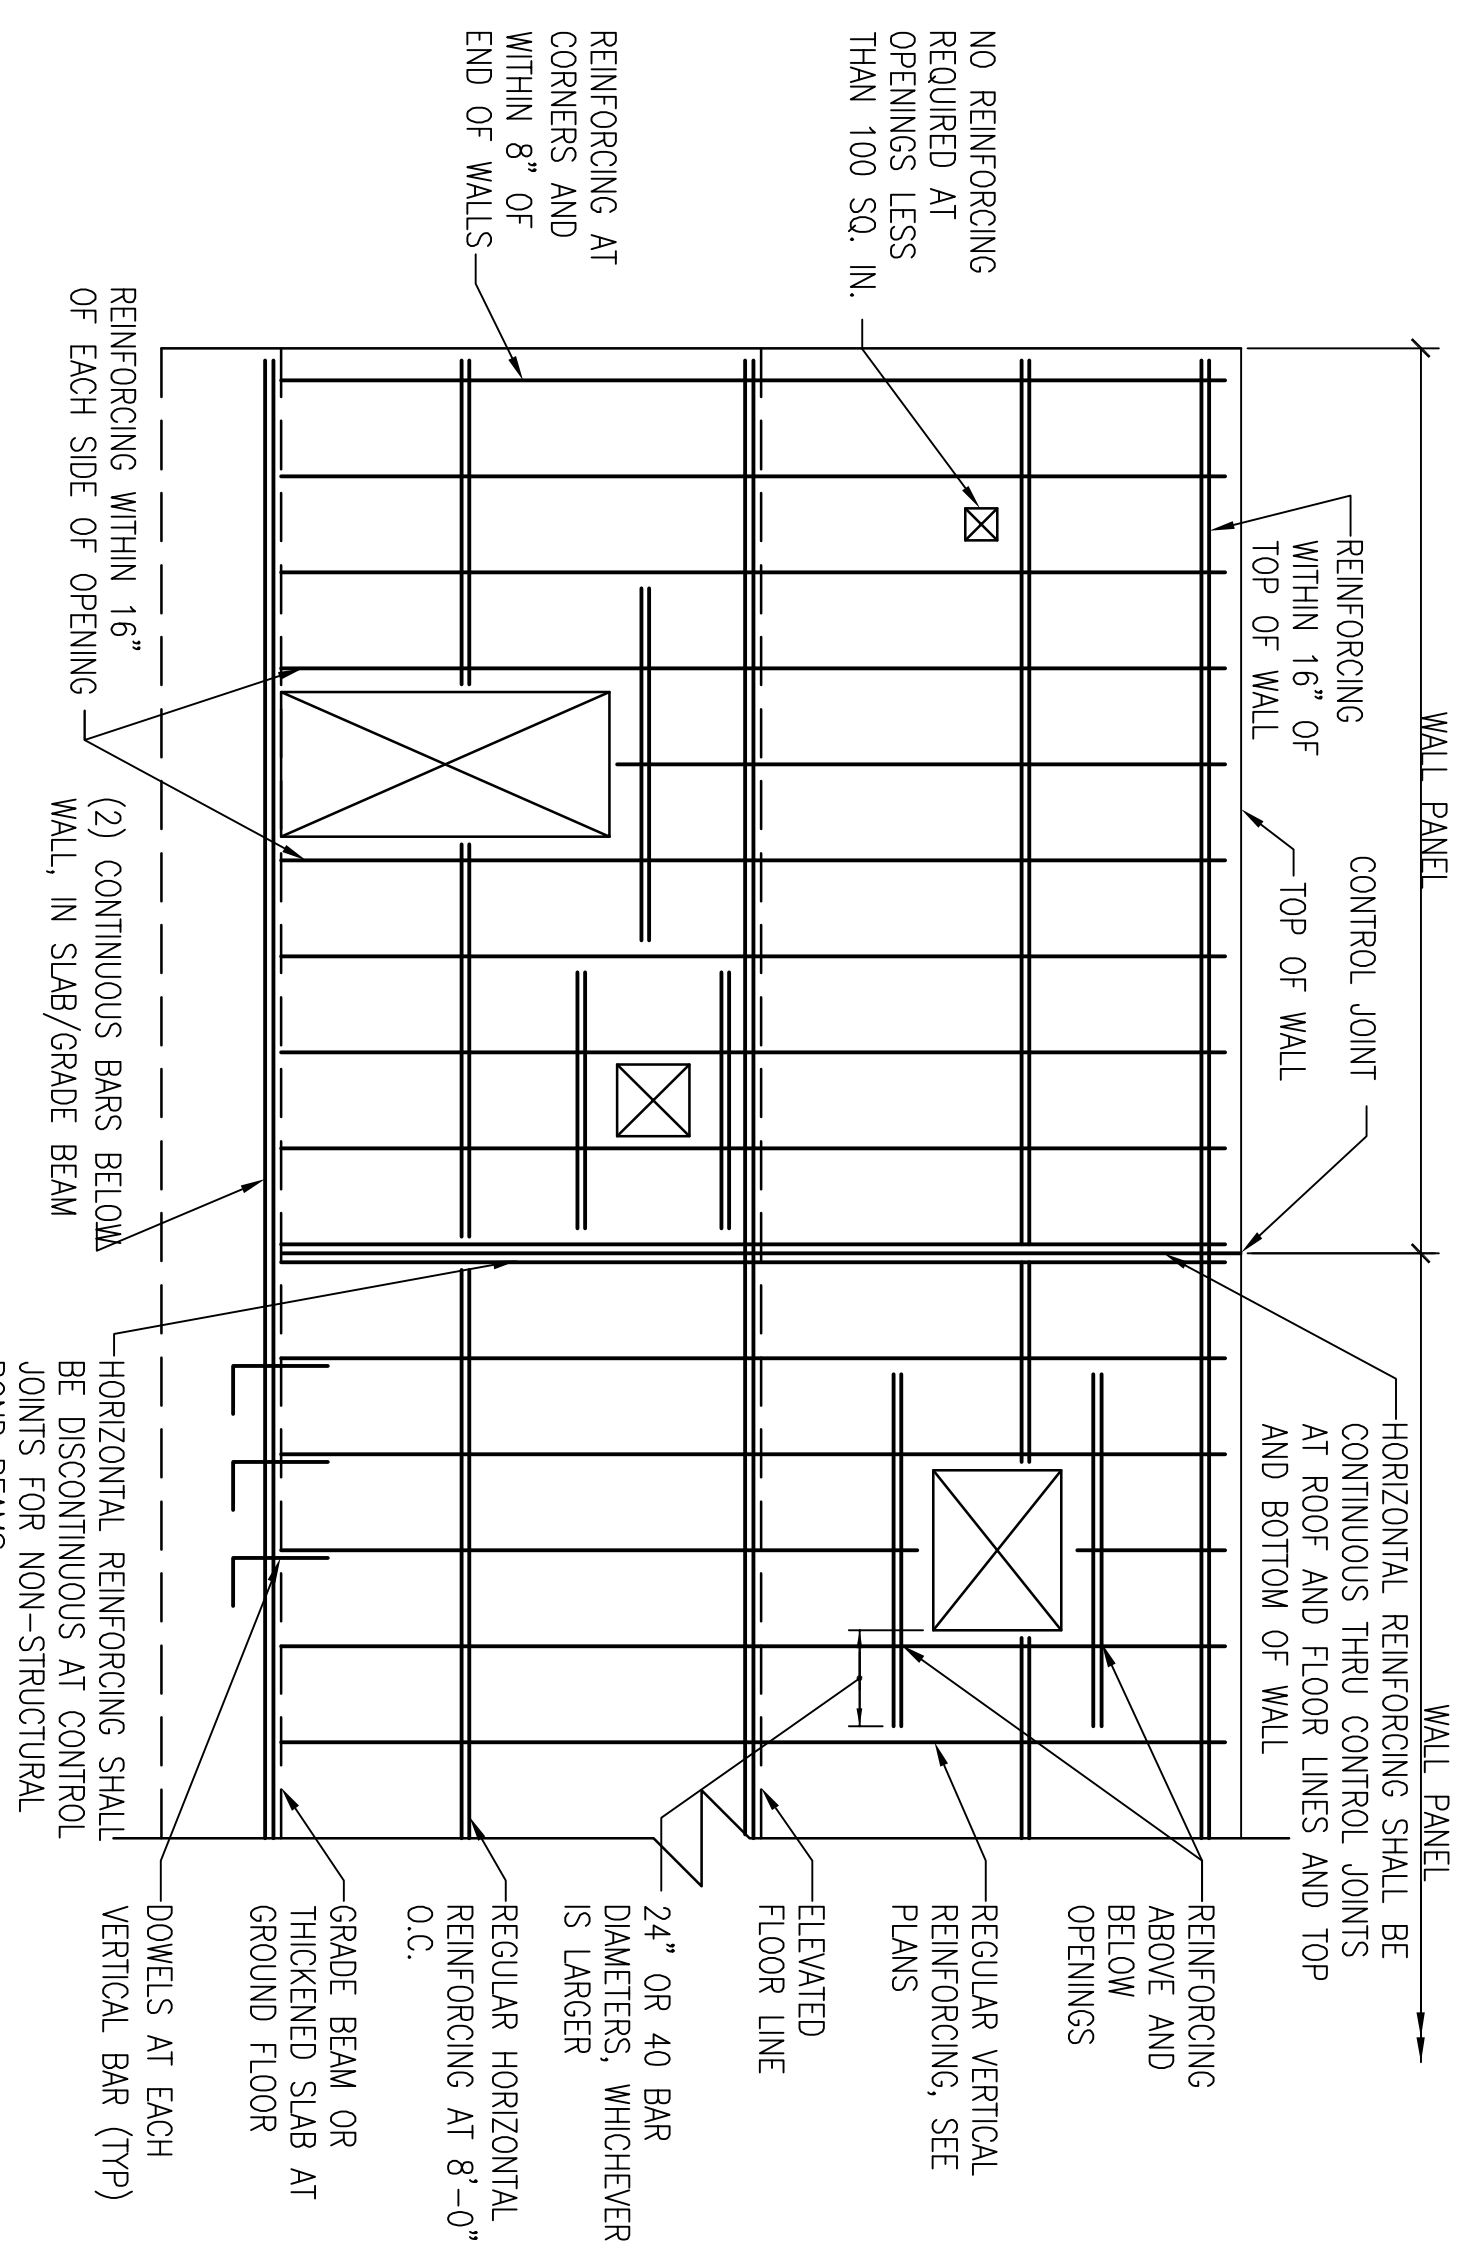 WALL PANEL
WALL PANEL
CONTROL JOINT
TOP OF WALL
REINFORCING
WITHIN 16" OF
TOP OF WALL
HORIZONTAL REINFORCING SHALL BE
CONTINUOUS THRU CONTROL JOINTS
AT ROOF AND FLOOR LINES AND TOP
AND BOTTOM OF WALL
NO REINFORCING
REQUIRED AT
OPENINGS LESS
THAN 100 SQ. IN.
REINFORCING AT
CORNERS AND
WITHIN 8" OF
END OF WALLS
REINFORCING
ABOVE AND
BELOW
OPENINGS
REGULAR VERTICAL
REINFORCING, SEE
PLANS
ELEVATED
FLOOR LINE
24" OR 40 BAR
DIAMETERS, WHICHEVER
IS LARGER
REGULAR HORIZONTAL
REINFORCING AT 8'-0"
O.C.
GRADE BEAM OR
THICKENED SLAB AT
GROUND FLOOR
DOWELS AT EACH
VERTICAL BAR (TYP)
REINFORCING WITHIN 16"
OF EACH SIDE OF OPENING
(2) CONTINUOUS BARS BELOW
WALL, IN SLAB/GRADE BEAM
HORIZONTAL REINFORCING SHALL
BE DISCONTINUOUS AT CONTROL
JOINTS FOR NON-STRUCTURAL